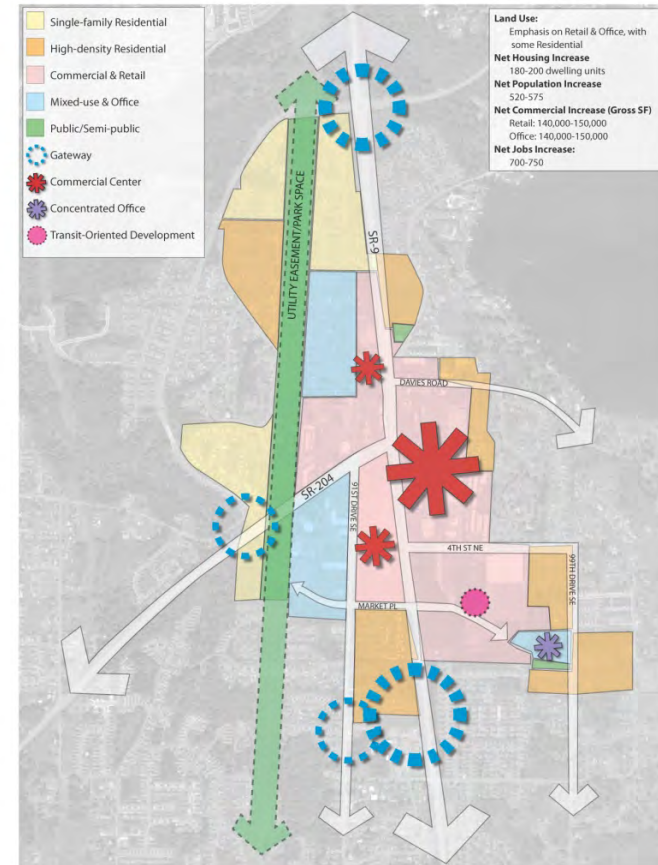 Single-family Residential
High-density Residential
Commercial & Retail
Mixed-use & Office
Public/Semi-public
Gateway
Commercial Center
Concentrated Office
Transit-Oriented Development
Land Use:
Emphasis on Retail & Office, with
some Residential
Net Housing Increase
180-200 dwelling units
Net Population Increase
520-575
Net Commercial Increase (Gross SF)
Retail: 140,000-150,000
Office: 140,000-150,000
Net Jobs Increase:
700-750
UTILITY EASEMENT/PARK SPACE
SR-9
DAVIES ROAD
SR-204
91ST DRIVE SE
4TH ST NE
99TH DRIVE SE
MARKET PL